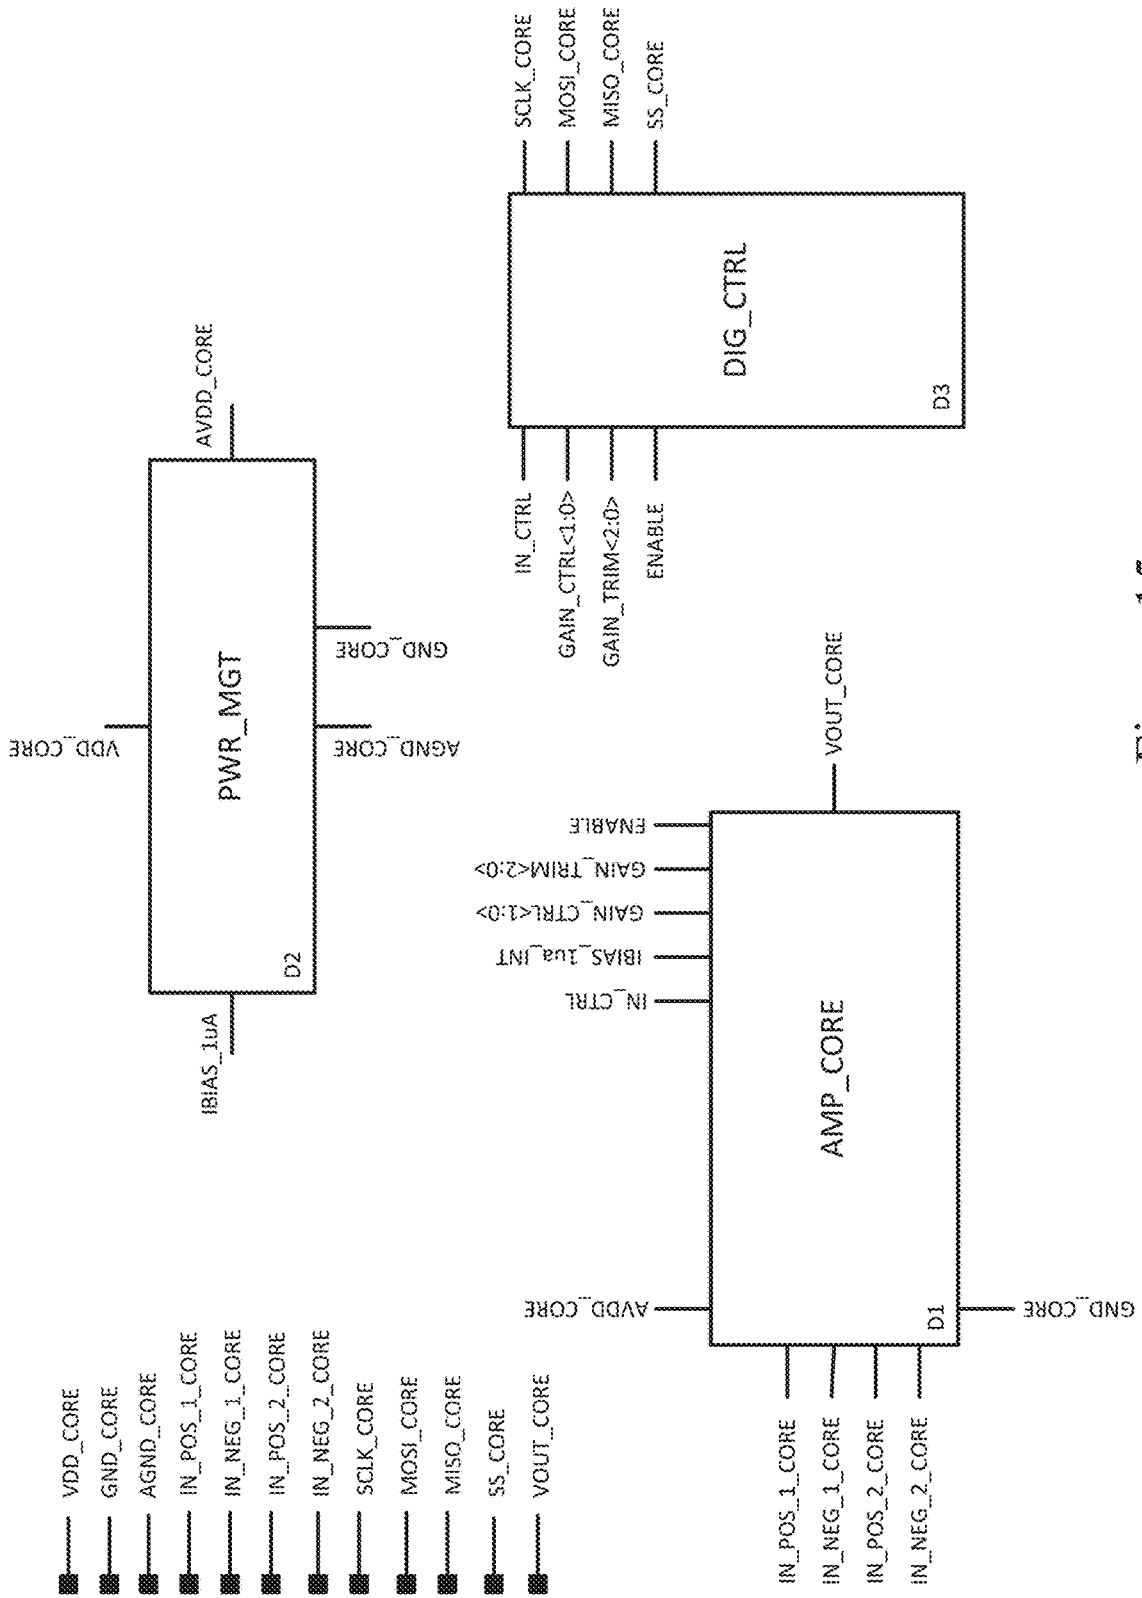 VDD_CORE
GND_CORE
AGND_CORE
IN_POS_1_CORE
IN_NEG_1_CORE
IN_POS_2_CORE
IN_NEG_2_CORE
SCLK_CORE
MOSI_CORE
MISO_CORE
SS_CORE
VOUT_CORE
VDD_CORE
IBIAS_1uA
PWR_MGT
D2
AVDD_CORE
AGND_CORE
GND_CORE
AVDD_CORE
IN_CTRL
IBIAS_1ua_INT
GAIN_CTRL<1:0>
GAIN_TRIM<2:0>
ENABLE
IN_POS_1_CORE
IN_NEG_1_CORE
IN_POS_2_CORE
IN_NEG_2_CORE
AMP_CORE
D1
VOUT_CORE
GND_CORE
IN_CTRL
GAIN_CTRL<1:0>
GAIN_TRIM<2:0>
ENABLE
DIG_CTRL
D3
SCLK_CORE
MOSI_CORE
MISO_CORE
SS_CORE